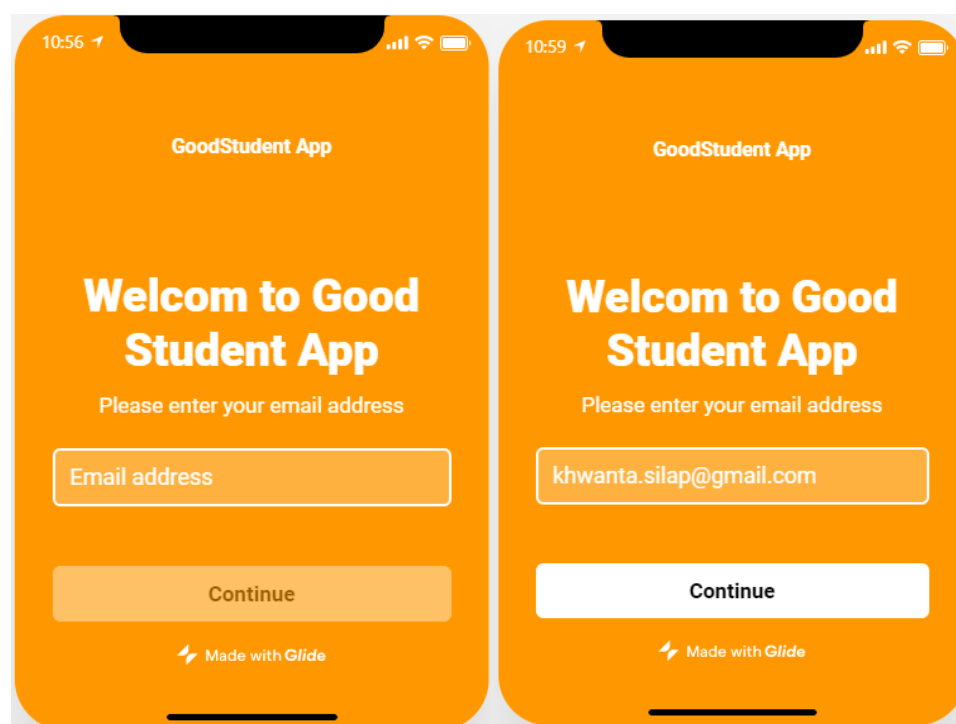 10:56
GoodStudent App
Welcom to Good
Student App
Please enter your email address
Email address
Continue
Made with Glide
10:59
GoodStudent App
Welcom to Good
Student App
Please enter your email address
khwanta.silap@gmail.com
Continue
Made with Glide